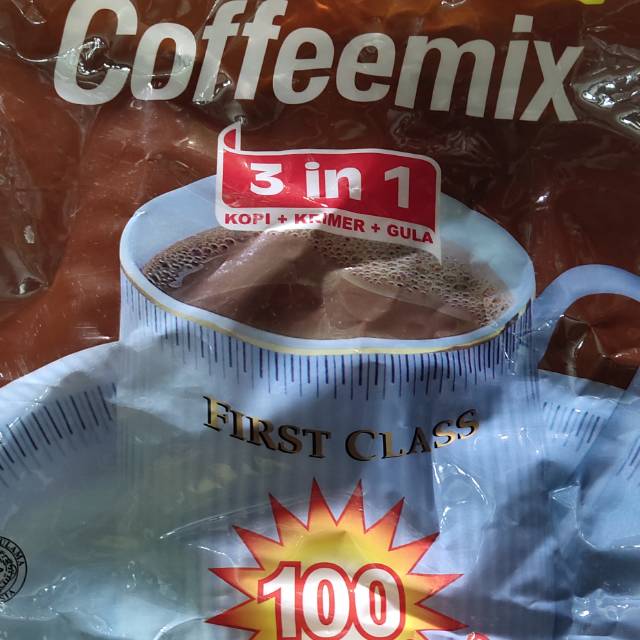 Coffeemix
3 in 1
KOPI + KRIMER + GULA
FIRST CLASS
100